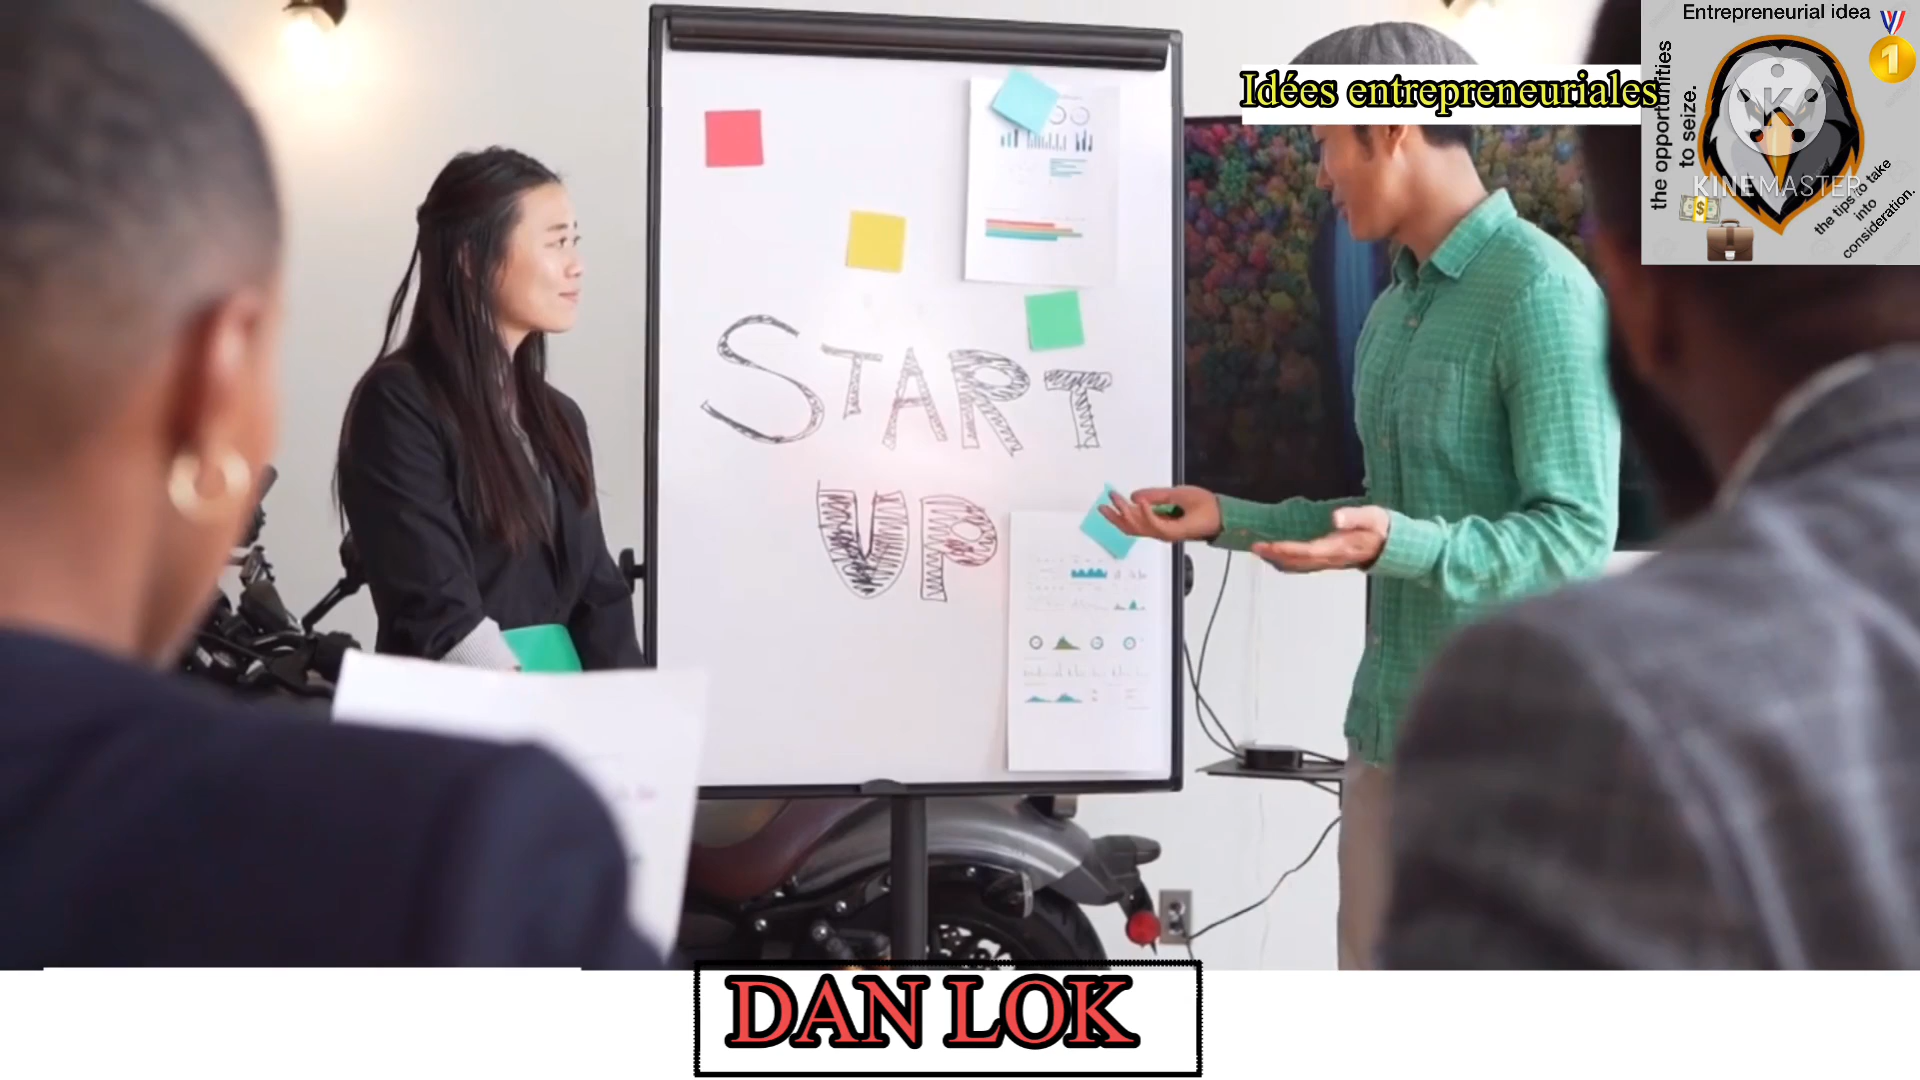 Entrepreneurial idea
1
Idées entrepreneuriales
the opportunities
to seize.
K
KINEMASTER
the tips to take
into
consideration.
START
UP
DAN LOK